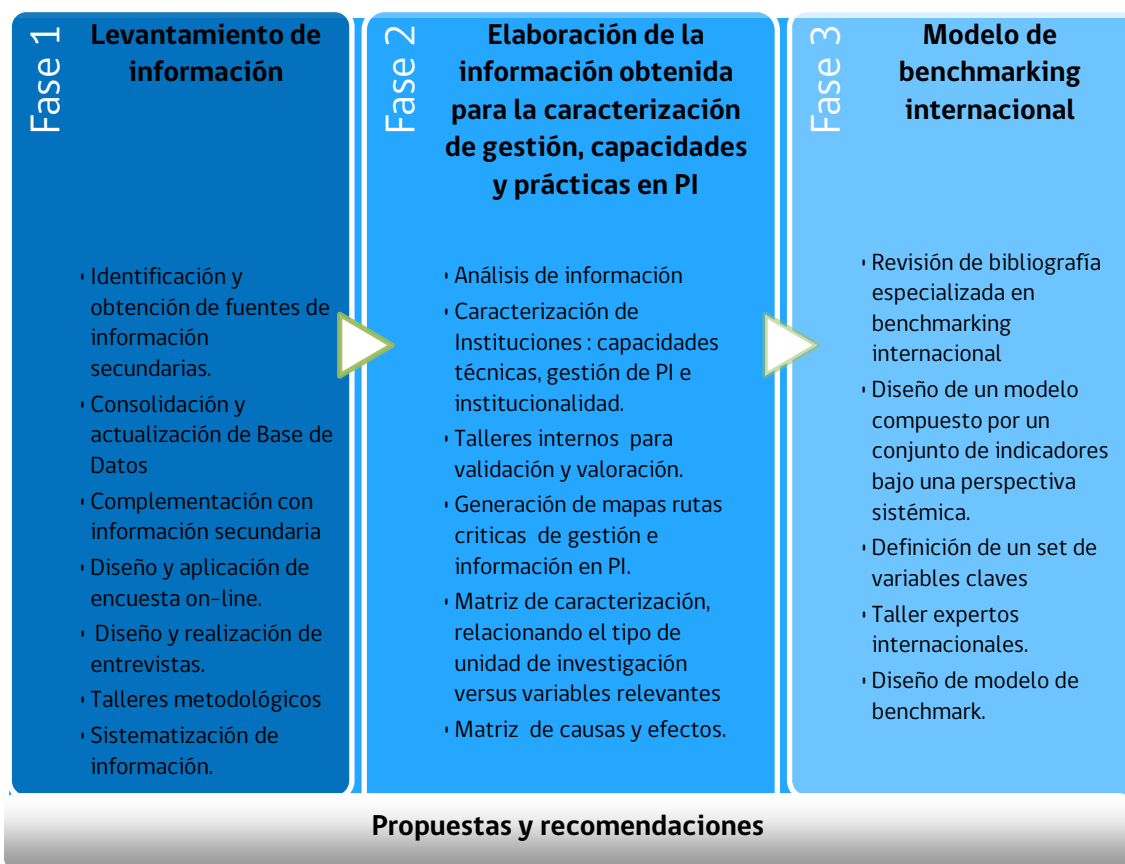 Fase 1
Levantamiento de
información
• Identificación y
obtención de fuentes de
información
secundarias.
• Consolidación y
actualización de Base de
Datos
• Complementación con
información secundaria
• Diseño y aplicación de
encuesta on-line.
• Diseño y realización de
entrevistas.
• Talleres metodológicos
• Sistematización de
información.
Fase 2
Elaboración de la
información obtenida
para la caracterización
de gestión, capacidades
y prácticas en PI
• Análisis de información
• Caracterización de
Instituciones : capacidades
técnicas, gestión de PI e
institucionalidad.
• Talleres internos para
validación y valoración.
• Generación de mapas rutas
criticas de gestión e
información en PI.
• Matriz de caracterización,
relacionando el tipo de
unidad de investigación
versus variables relevantes
• Matriz de causas y efectos.
Fase 3
Modelo de
benchmarking
internacional
• Revisión de bibliografía
especializada en
benchmarking
internacional
• Diseño de un modelo
compuesto por un
conjunto de indicadores
bajo una perspectiva
sistémica.
• Definición de un set de
variables claves
• Taller expertos
internacionales.
• Diseño de modelo de
benchmark.
Propuestas y recomendaciones